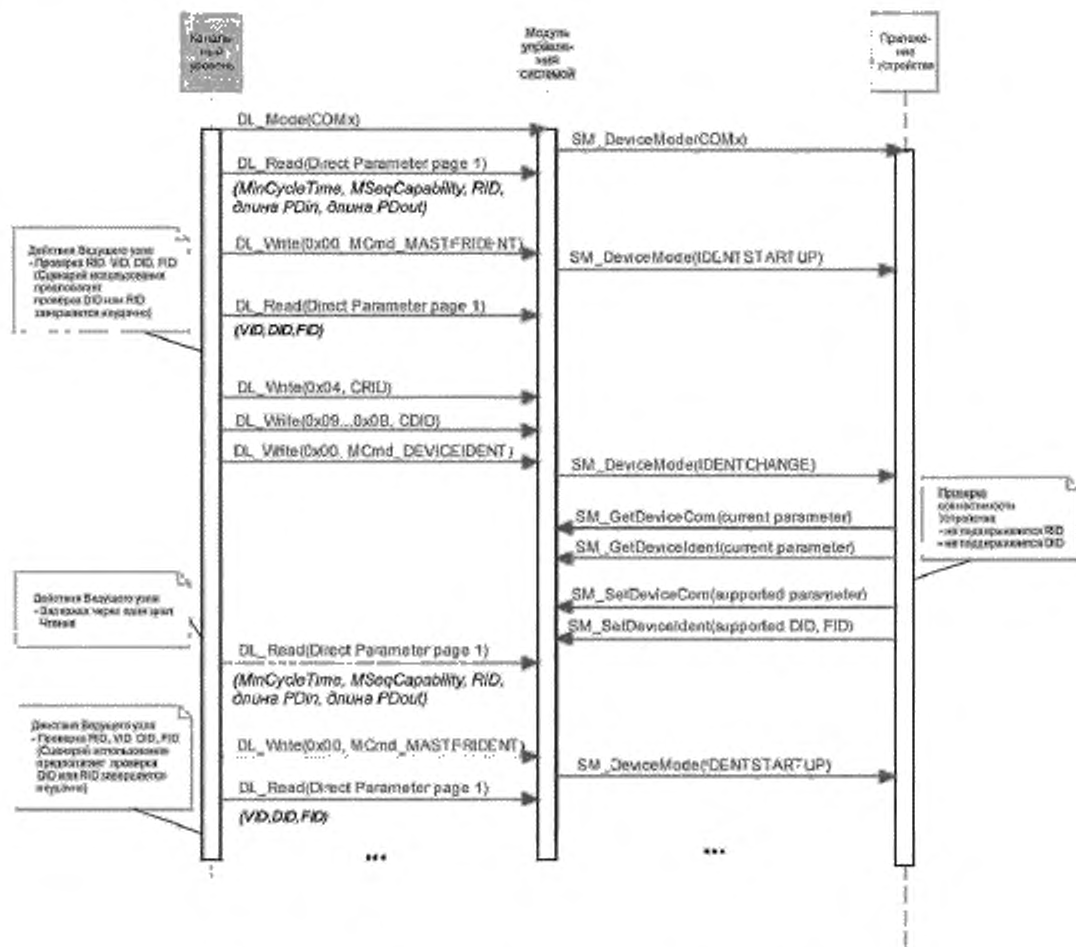 Каналь-
ный
уровень
Модуль
управле-
ния
системой
Приложе-
ние
Устройства
DL_Mode(COMx)
SM_DeviceMode(COMx)
DL_Read(Direct Parameter page 1)
(MinCycleTime, MSeqCapability, RID,
длина PDin, длина PDout)
Действия Ведущего узла
- Проверка RID, VID, DID, FID
(Сценарий использования
предполагает
проверка DID или RID
завершается неудачно)
DL_Write(0x00, MCmd_MASTERIDENT)
SM_DeviceMode(IDENTSTARTUP)
DL_Read(Direct Parameter page 1)
(VID,DID,FID)
DL_Write(0x04, CRID)
DL_Write(0x09...0x0B, CDID)
DL_Write(0x00, MCmd_DEVICEIDENT)
SM_DeviceMode(IDENTCHANGE)
Проверка
совместимости
Устройства
- не поддерживается RID
- не поддерживается DID
SM_GetDeviceCom(current parameter)
SM_GetDeviceIdent(current parameter)
Действия Ведущего узла
- Задержка через один цикл
Чтения
SM_SetDeviceCom(supported parameter)
SM_SetDeviceIdent(supported DID, FID)
DL_Read(Direct Parameter page 1)
(MinCycleTime, MSeqCapability, RID,
длина PDin, длина PDout)
Действия Ведущего узла
- Проверка RID, VID, DID, FID
(Сценарий использования
предполагает проверка
DID или RID завершается
неудачно)
DL_Write(0x00, MCmd_MASTERIDENT)
SM_DeviceMode(IDENTSTARTUP)
DL_Read(Direct Parameter page 1)
(VID,DID,FID)
...
...